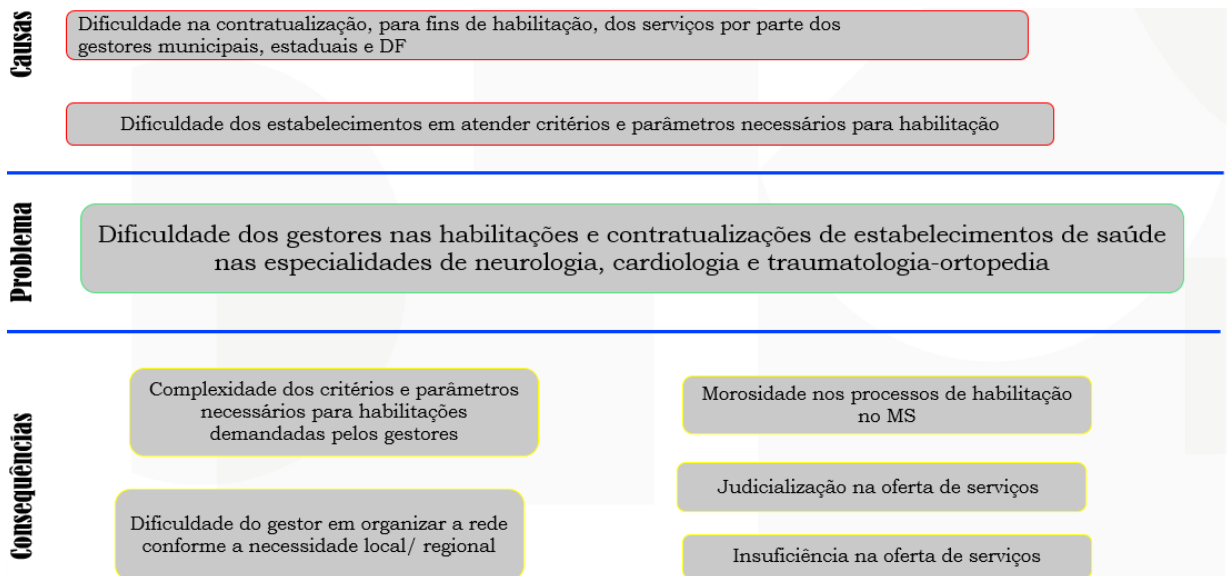 Causas
Dificuldade na contratualização, para fins de habilitação, dos serviços por parte dos
gestores municipais, estaduais e DF
Dificuldade dos estabelecimentos em atender critérios e parâmetros necessários para habilitação
Problema
Dificuldade dos gestores nas habilitações e contratualizações de estabelecimentos de saúde
nas especialidades de neurologia, cardiologia e traumatologia-ortopedia
Consequências
Complexidade dos critérios e parâmetros
necessários para habilitações
demandadas pelos gestores
Dificuldade do gestor em organizar a rede
conforme a necessidade local/ regional
Morosidade nos processos de habilitação
no MS
Judicialização na oferta de serviços
Insuficiência na oferta de serviços